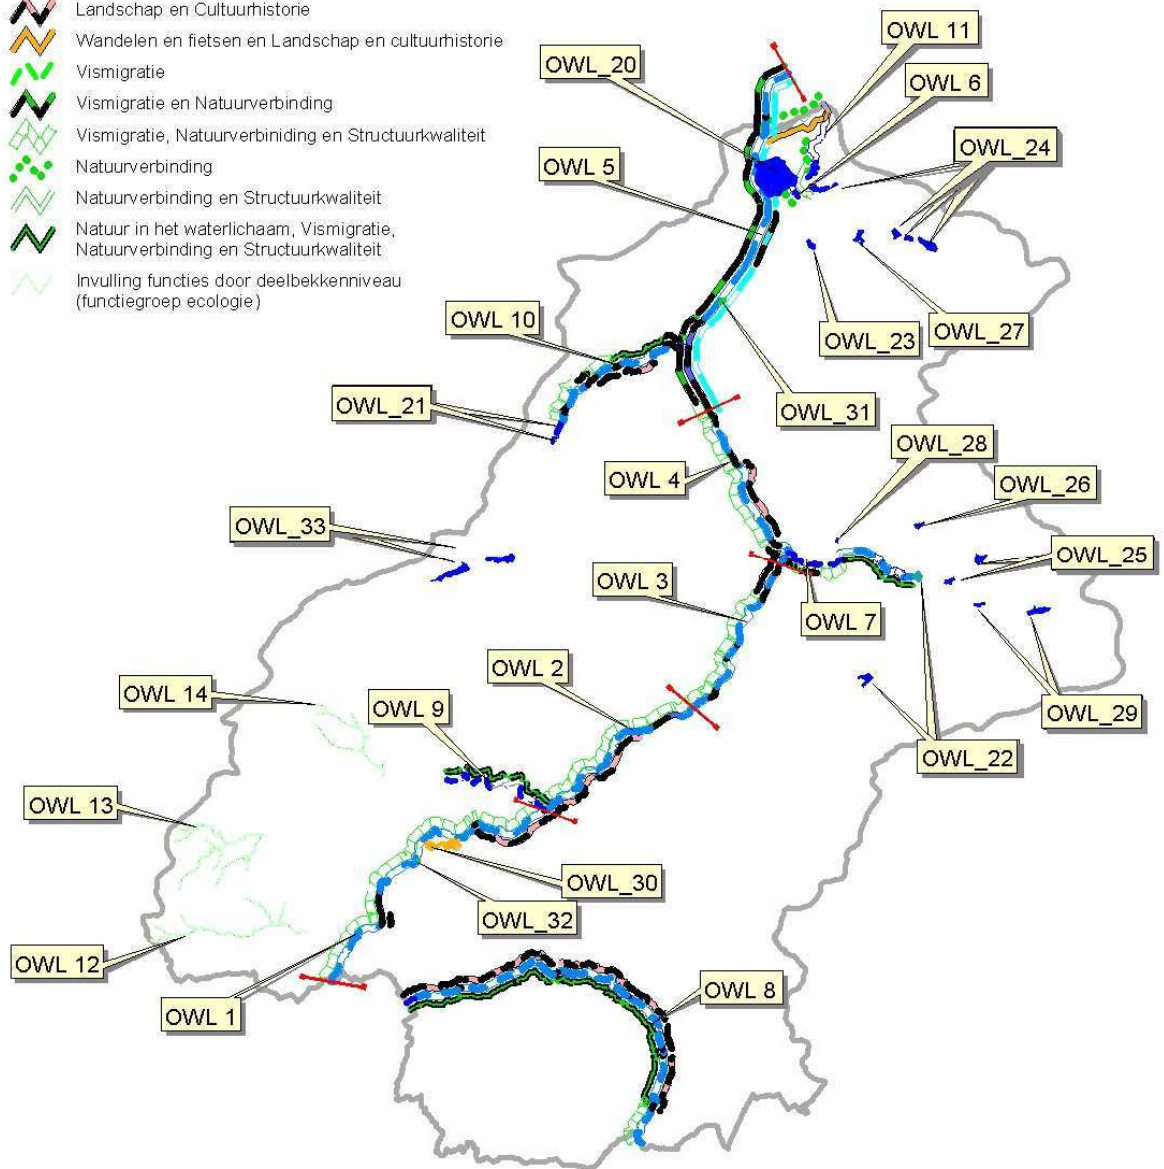 Landschap en Cultuurhistorie
Wandelen en fietsen en Landschap en cultuurhistorie
Vismigratie
Vismigratie en Natuurverbinding
Vismigratie, Natuurverbiniding en Structuurkwaliteit
Natuurverbinding
Natuurverbinding en Structuurkwaliteit
Natuur in het waterlichaam, Vismigratie,
Natuurverbinding en Structuurkwaliteit
Invulling functies door deelbekkenniveau
(functiegroep ecologie)
OWL 11
OWL_20
OWL 6
OWL_24
OWL 5
OWL 10
OWL_23
OWL_27
OWL_21
OWL_31
OWL_28
OWL 4
OWL_26
OWL_33
OWL_25
OWL 3
OWL 7
OWL 2
OWL 14
OWL 9
OWL_29
OWL_22
OWL 13
OWL_30
OWL_32
OWL 12
OWL 8
OWL 1